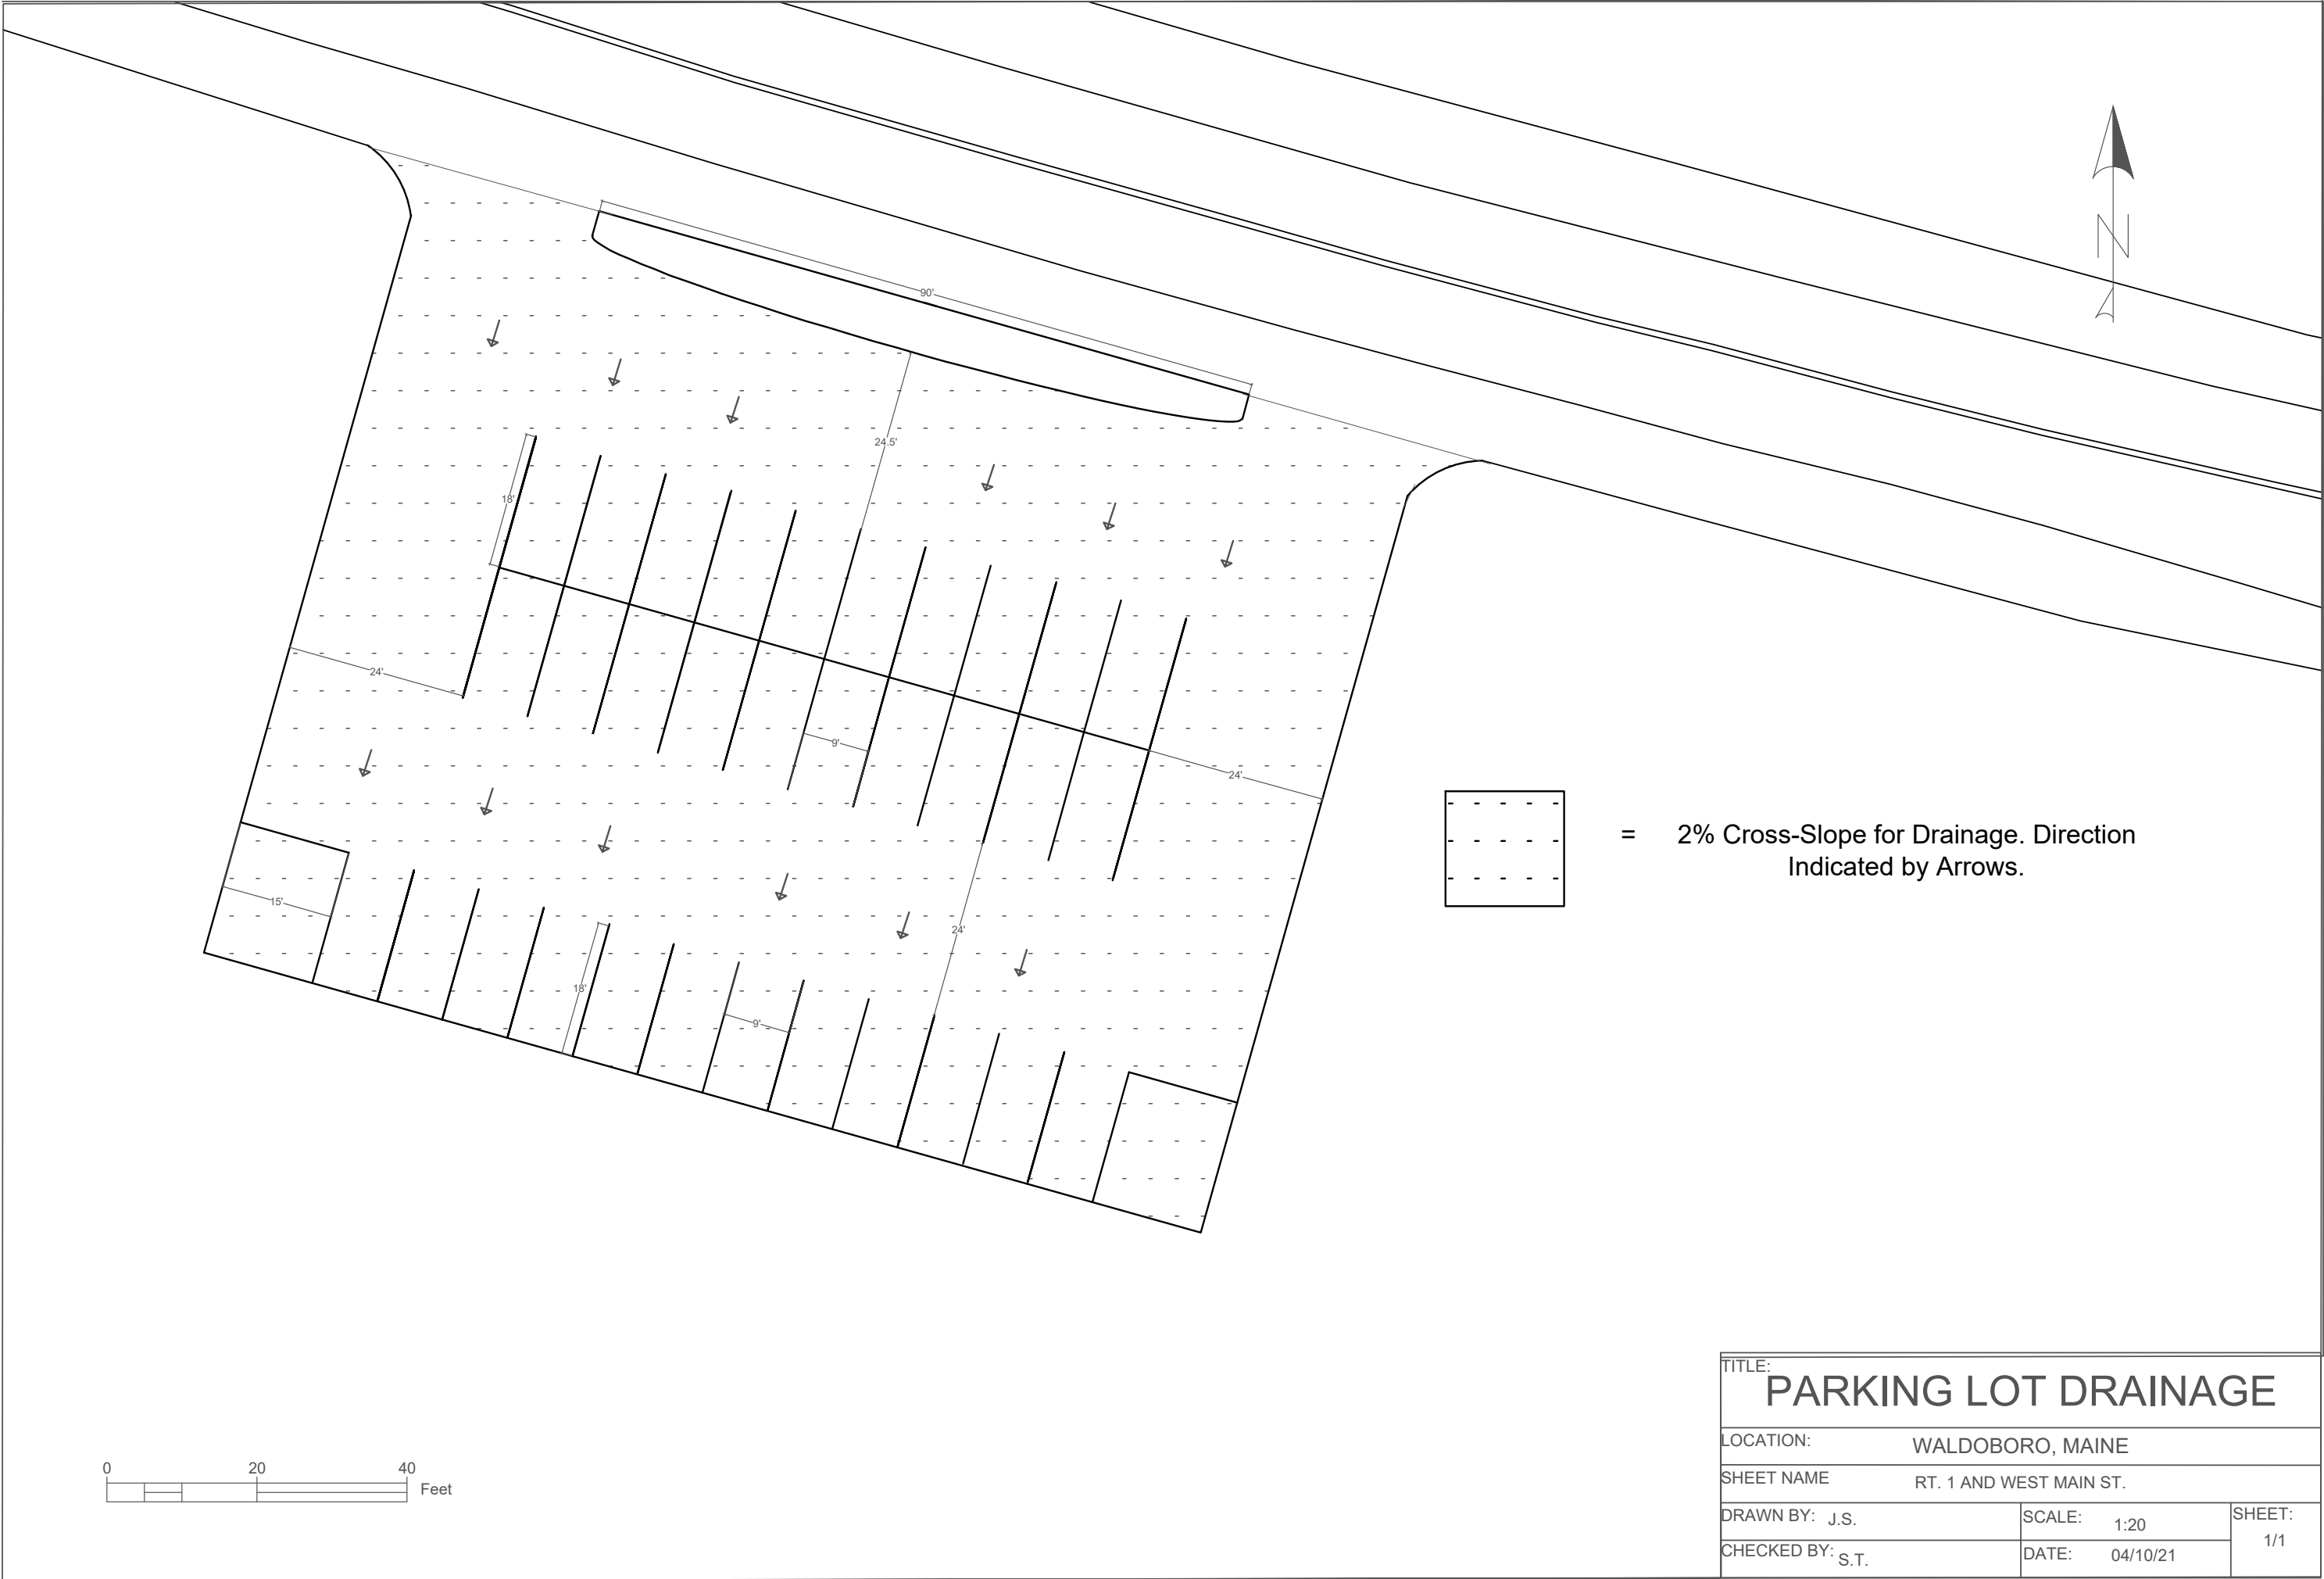 90'
24.5'
18'
24'
9'
24'
15'
24'
18'
9'
N
= 2% Cross-Slope for Drainage. Direction
Indicated by Arrows.
0 20 40
Feet
TITLE:
PARKING LOT DRAINAGE
LOCATION: WALDOBORO, MAINE
SHEET NAME RT. 1 AND WEST MAIN ST.
DRAWN BY: J.S. SCALE: 1:20 SHEET:
1/1
CHECKED BY: S.T. DATE: 04/10/21